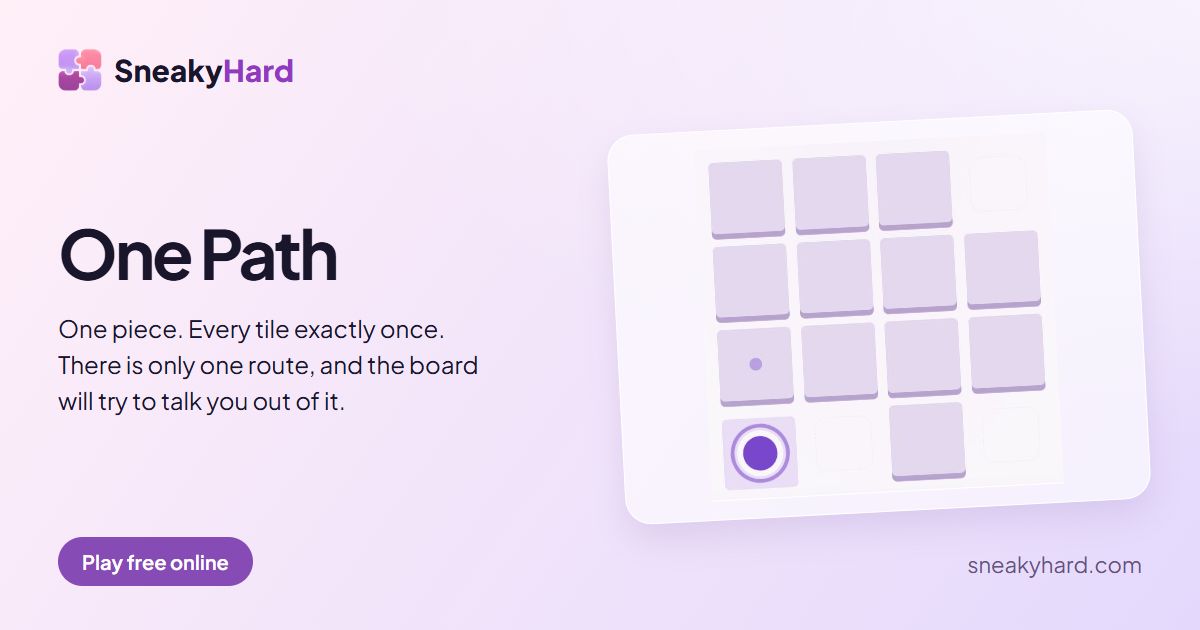 SneakyHard
One Path
One piece. Every tile exactly once.
There is only one route, and the board
will try to talk you out of it.
Play free online
sneakyhard.com